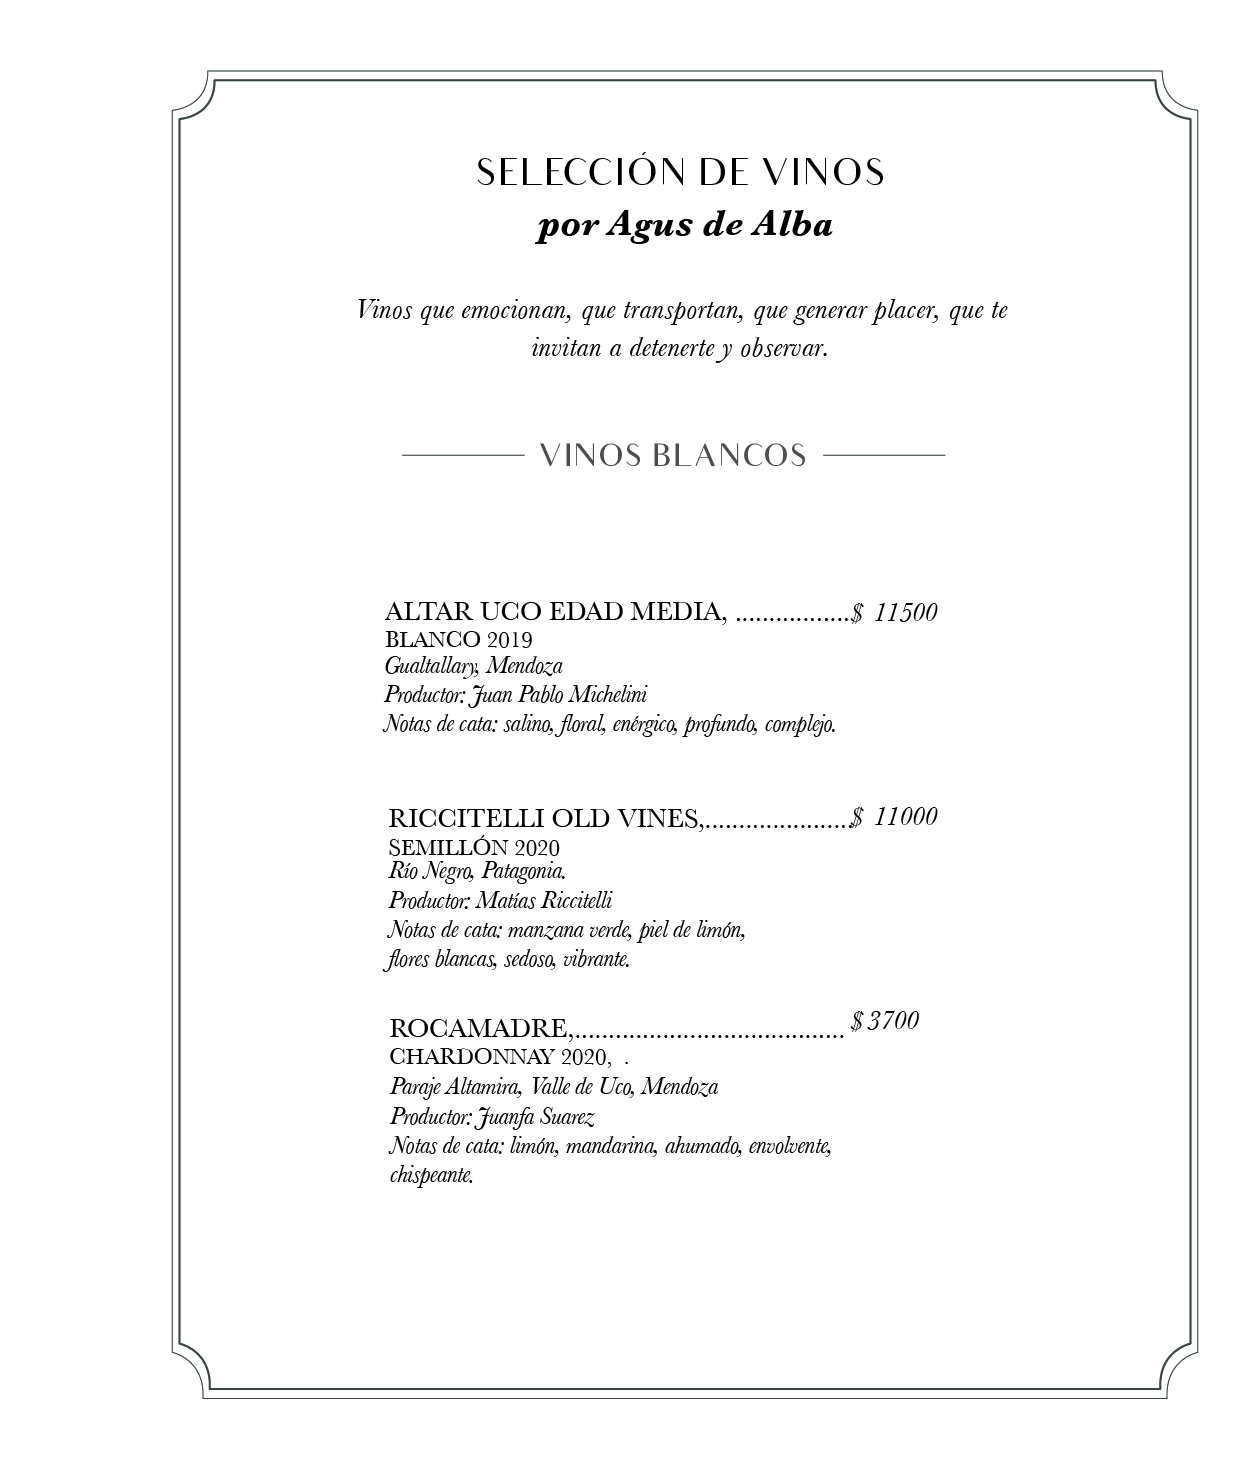 SELECCIÓN DE VINOS
por Agus de Alba
Vinos que emocionan, que transportan, que generar placer, que te
invitan a detenerte y observar.
VINOS BLANCOS
ALTAR UCO EDAD MEDIA, .................$ 11500
BLANCO 2019
Gualtallary, Mendoza
Productor: Juan Pablo Michelini
Notas de cata: salino, floral, enérgico, profundo, complejo.
RICCITELLI OLD VINES,......................$ 11000
SEMILLÓN 2020
Río Negro, Patagonia.
Productor: Matías Riccitelli
Notas de cata: manzana verde, piel de limón,
flores blancas, sedoso, vibrante.
ROCAMADRE,........................................ $3700
CHARDONNAY 2020, .
Paraje Altamira, Valle de Uco, Mendoza
Productor: Juanfa Suarez
Notas de cata: limón, mandarina, ahumado, envolvente,
chispeante.